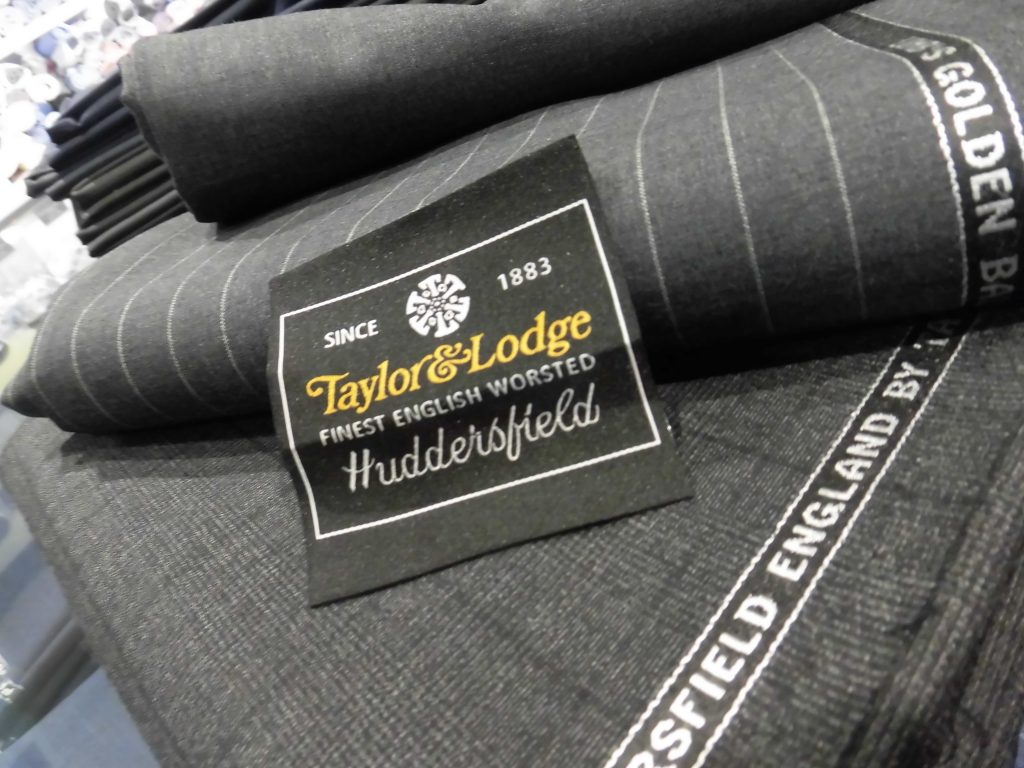 SINCE 1883
Taylor & Lodge
FINEST ENGLISH WORSTED
Huddersfield
GOLDEN
ENGLAND BY